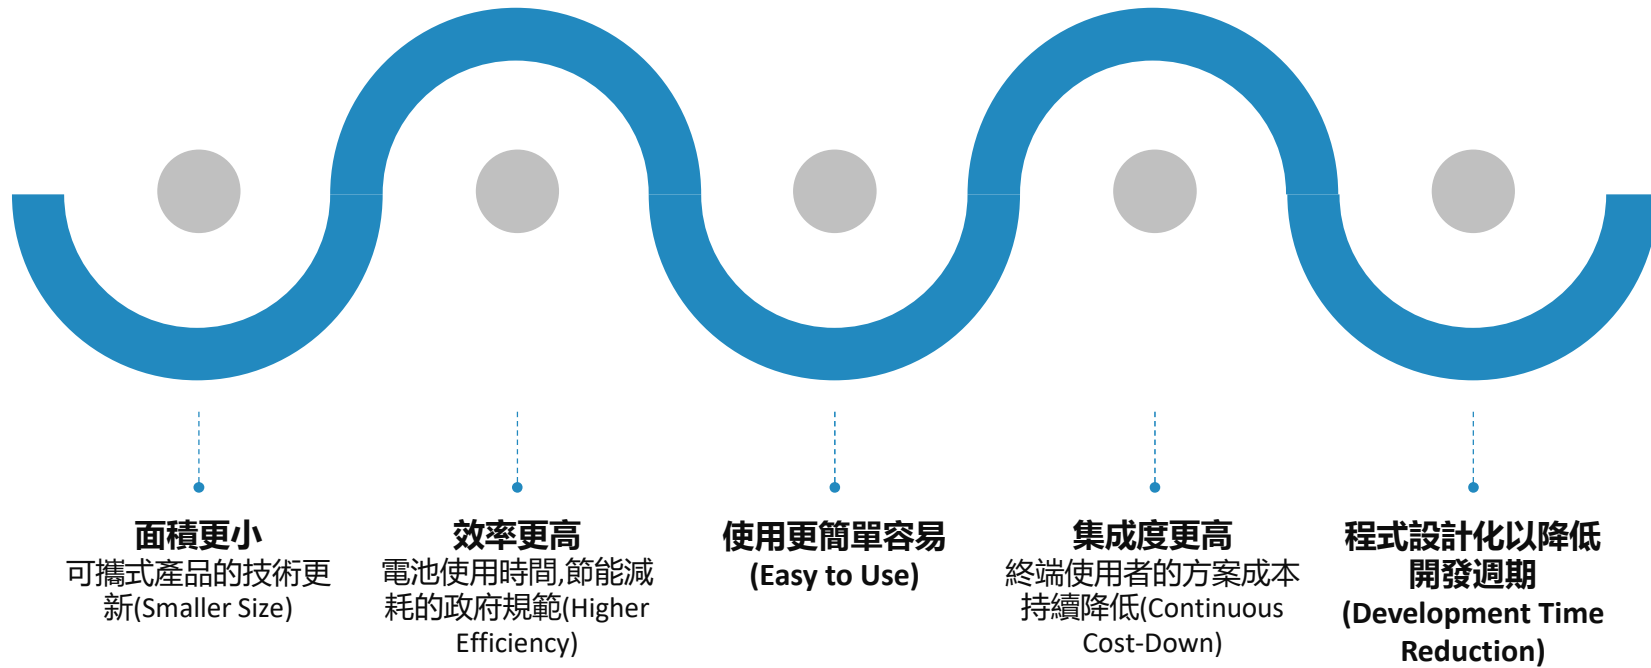 面積更小
可攜式產品的技術更
新(Smaller Size)
效率更高
電池使用時間,節能減
耗的政府規範(Higher
Efficiency)
使用更簡單容易
(Easy to Use)
集成度更高
終端使用者的方案成本
持續降低(Continuous
Cost-Down)
程式設計化以降低
開發週期
(Development Time
Reduction)